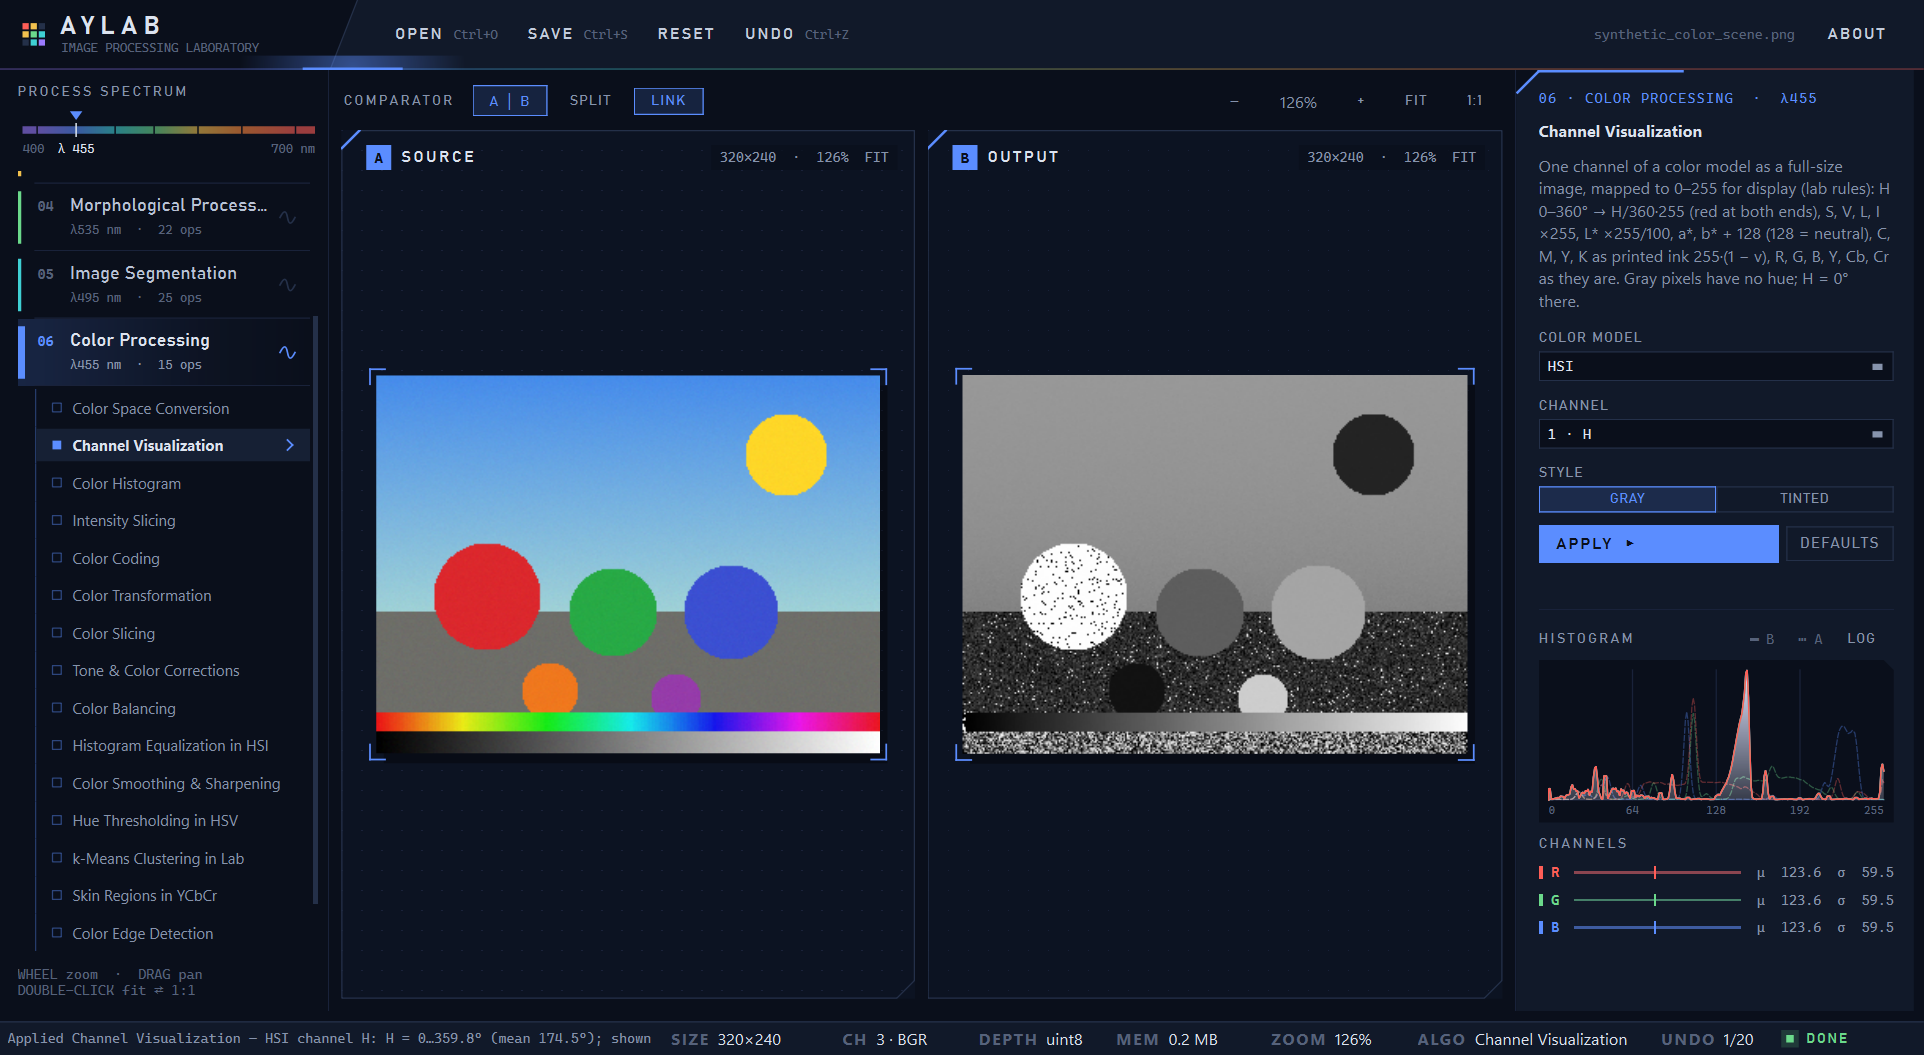 AYLAB
IMAGE PROCESSING LABORATORY
OPEN Ctrl+O SAVE Ctrl+S RESET UNDO Ctrl+Z
synthetic_color_scene.png ABOUT
PROCESS SPECTRUM
400 λ 455 700 nm
04 Morphological Process…
λ535 nm · 22 ops
05 Image Segmentation
λ495 nm · 25 ops
06 Color Processing
λ455 nm · 15 ops
Color Space Conversion
Channel Visualization
Color Histogram
Intensity Slicing
Color Coding
Color Transformation
Color Slicing
Tone & Color Corrections
Color Balancing
Histogram Equalization in HSI
Color Smoothing & Sharpening
Hue Thresholding in HSV
k-Means Clustering in Lab
Skin Regions in YCbCr
Color Edge Detection
WHEEL zoom · DRAG pan
DOUBLE-CLICK fit ⇄ 1:1
COMPARATOR A | B SPLIT LINK
– 126% + FIT 1:1
A SOURCE 320×240 · 126% FIT
B OUTPUT 320×240 · 126% FIT
06 · COLOR PROCESSING · λ455
Channel Visualization
One channel of a color model as a full-size
image, mapped to 0–255 for display (lab rules): H
0–360° → H/360·255 (red at both ends), S, V, L, I
×255, L* ×255/100, a*, b* + 128 (128 = neutral), C,
M, Y, K as printed ink 255·(1 − v), R, G, B, Y, Cb, Cr
as they are. Gray pixels have no hue; H = 0°
there.
COLOR MODEL
HSI
CHANNEL
1 · H
STYLE
GRAY TINTED
APPLY ▸ DEFAULTS
HISTOGRAM B A LOG
0 64 128 192 255
CHANNELS
R μ 123.6 σ 59.5
G μ 123.6 σ 59.5
B μ 123.6 σ 59.5
Applied Channel Visualization — HSI channel H: H = 0…359.8° (mean 174.5°); shown
SIZE 320×240 CH 3 · BGR DEPTH uint8 MEM 0.2 MB ZOOM 126% ALGO Channel Visualization UNDO 1/20 DONE